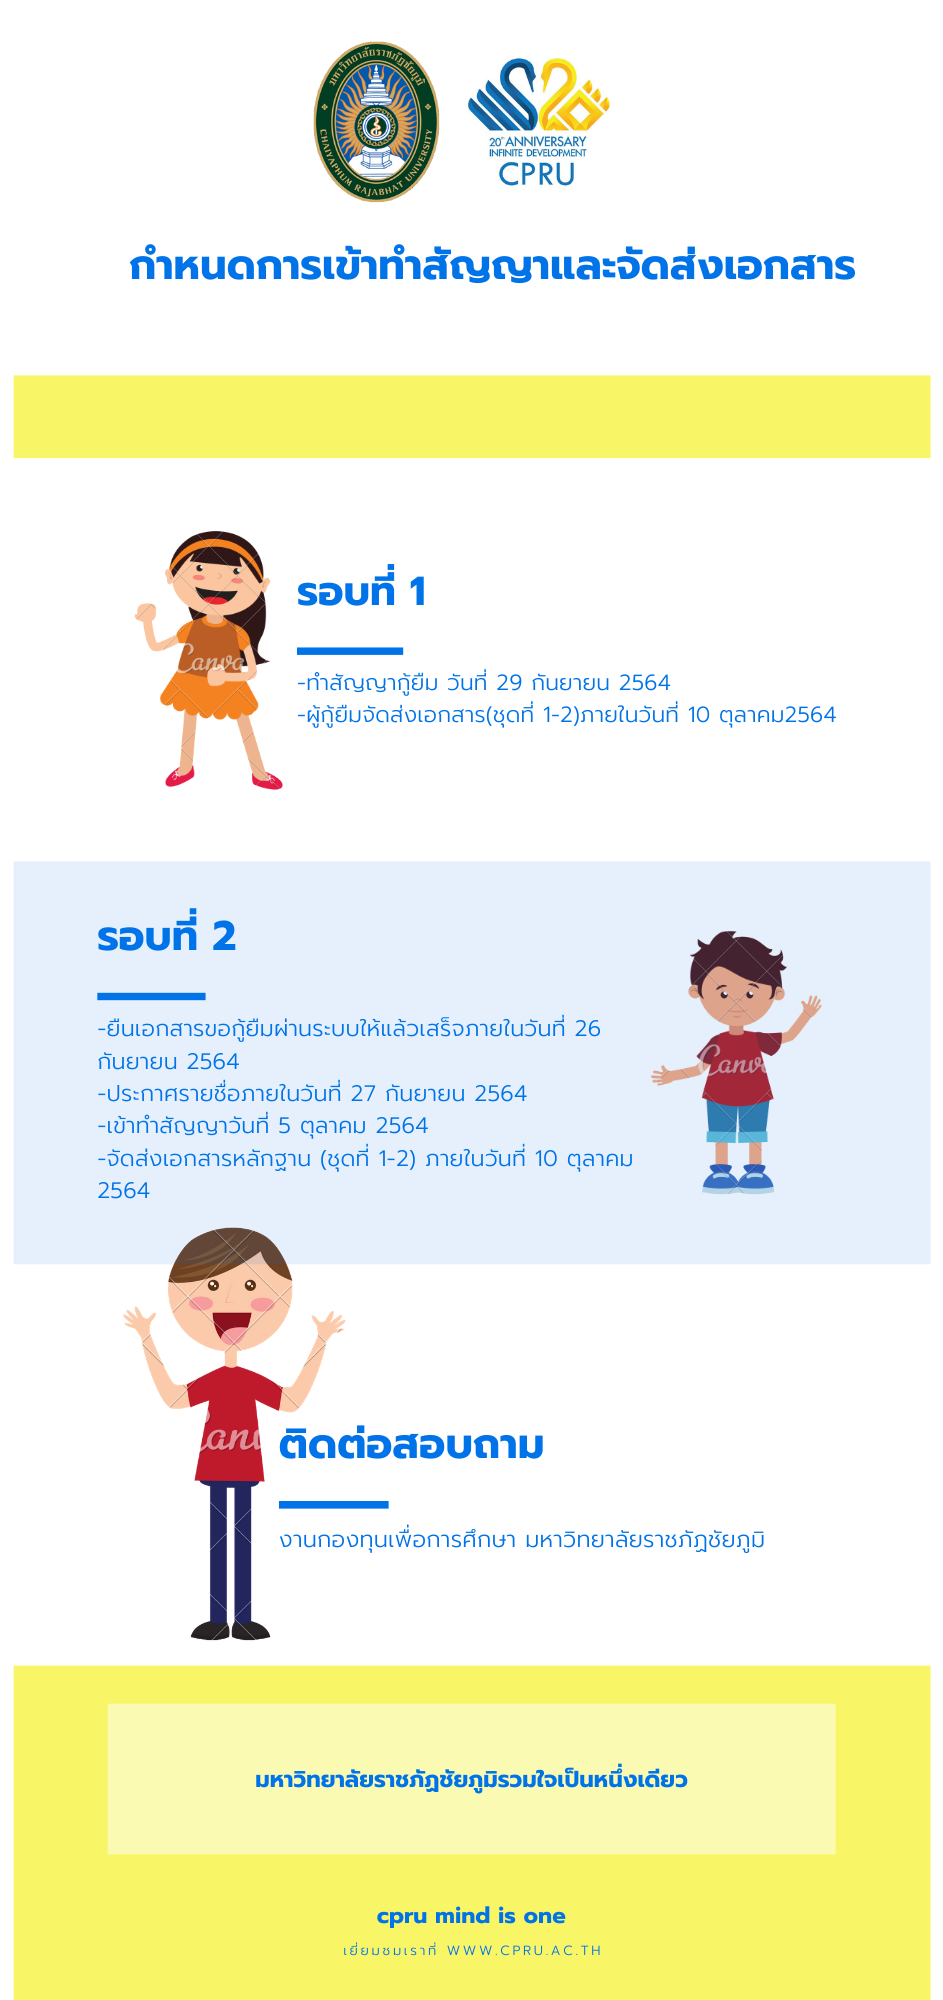 มหาวิทยาลัยราชภัฏชัยภูมิ
CHAIYAPHUM RAJABHAT UNIVERSITY
20th ANNIVERSARY
INFINITE DEVELOPMENT
CPRU
กำหนดการเข้าทำสัญญาและจัดส่งเอกสาร
รอบที่ 1
-ทำสัญญากู้ยืม วันที่ 29 กันยายน 2564
-ผู้กู้ยืมจัดส่งเอกสาร(ชุดที่ 1-2)ภายในวันที่ 10 ตุลาคม2564
Canva
รอบที่ 2
-ยืนเอกสารขอกู้ยืมผ่านระบบให้แล้วเสร็จภายในวันที่ 26
กันยายน 2564
-ประกาศรายชื่อภายในวันที่ 27 กันยายน 2564
-เข้าทำสัญญาวันที่ 5 ตุลาคม 2564
-จัดส่งเอกสารหลักฐาน (ชุดที่ 1-2) ภายในวันที่ 10 ตุลาคม
2564
Canva
Canva
ติดต่อสอบถาม
งานกองทุนเพื่อการศึกษา มหาวิทยาลัยราชภัฏชัยภูมิ
มหาวิทยาลัยราชภัฏชัยภูมิรวมใจเป็นหนึ่งเดียว
cpru mind is one
เยี่ยมชมเราที่ WWW.CPRU.AC.TH